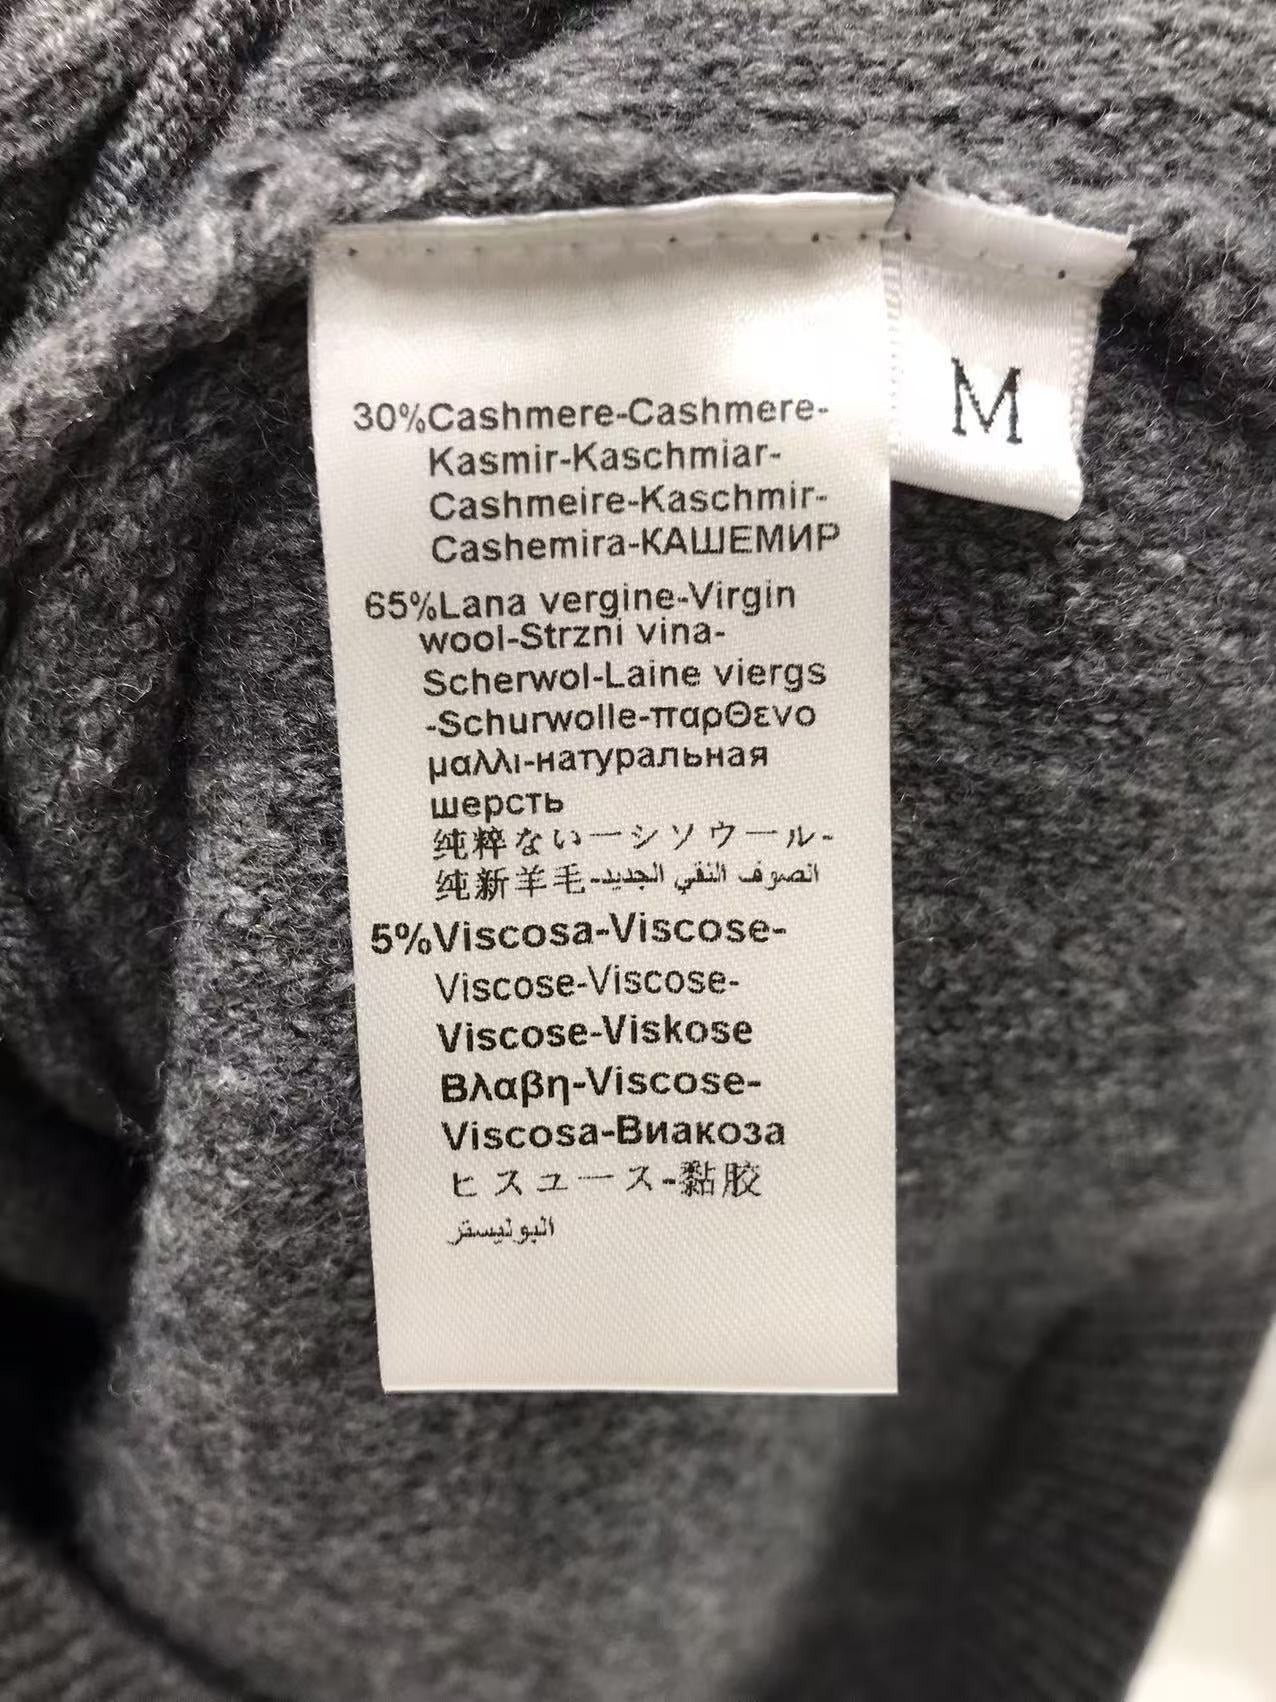 30%Cashmere-Cashmere-
Kasmir-Kaschmiar-
Cashmeire-Kaschmir-
Cashemira-КАШЕМИР
65%Lana vergine-Virgin
wool-Strzni vina-
Scherwol-Laine viergs
-Schurwolle-παρΘενο
μαλλι-натуральная
шерсть
纯粹ない一シソウール-
纯新羊毛-انصوف النقي الجديد
5%Viscosa-Viscose-
Viscose-Viscose-
Viscose-Viskose
Βλαβη-Viscose-
Viscosa-Виакоза
ヒスユース-黏胶
البوليستر
M